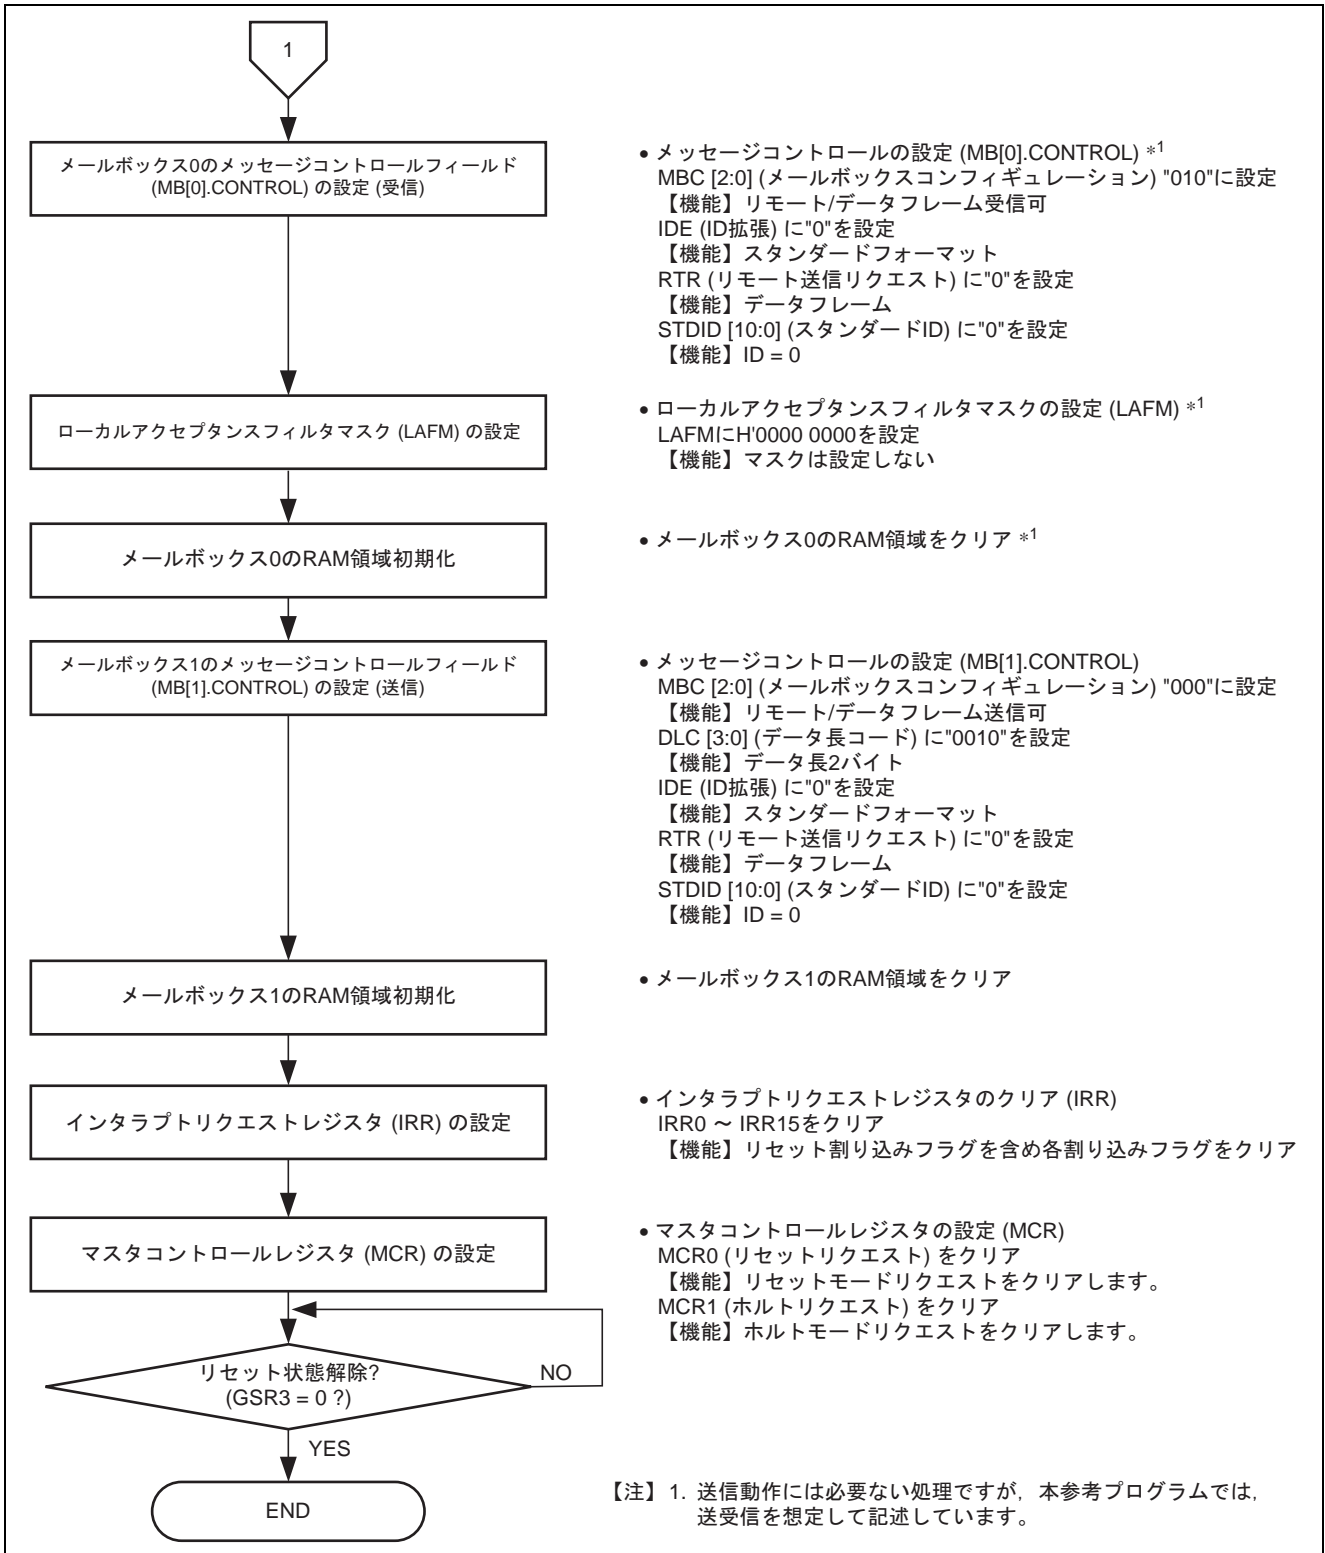 1
メールボックス0のメッセージコントロールフィールド
(MB[0].CONTROL) の設定 (受信)
● メッセージコントロールの設定 (MB[0].CONTROL) *1
MBC [2:0] (メールボックスコンフィギュレーション) "010"に設定
【機能】リモート/データフレーム受信可
IDE (ID拡張) に"0"を設定
【機能】スタンダードフォーマット
RTR (リモート送信リクエスト) に"0"を設定
【機能】データフレーム
STDID [10:0] (スタンダードID) に"0"を設定
【機能】ID = 0
ローカルアクセプタンスフィルタマスク (LAFM) の設定
● ローカルアクセプタンスフィルタマスクの設定 (LAFM) *1
LAFMにH'0000 0000を設定
【機能】マスクは設定しない
メールボックス0のRAM領域初期化
● メールボックス0のRAM領域をクリア *1
メールボックス1のメッセージコントロールフィールド
(MB[1].CONTROL) の設定 (送信)
● メッセージコントロールの設定 (MB[1].CONTROL)
MBC [2:0] (メールボックスコンフィギュレーション) "000"に設定
【機能】リモート/データフレーム送信可
DLC [3:0] (データ長コード) に"0010"を設定
【機能】データ長2バイト
IDE (ID拡張) に"0"を設定
【機能】スタンダードフォーマット
RTR (リモート送信リクエスト) に"0"を設定
【機能】データフレーム
STDID [10:0] (スタンダードID) に"0"を設定
【機能】ID = 0
メールボックス1のRAM領域初期化
● メールボックス1のRAM領域をクリア
インタラプトリクエストレジスタ (IRR) の設定
● インタラプトリクエストレジスタのクリア (IRR)
IRR0 ～ IRR15をクリア
【機能】リセット割り込みフラグを含め各割り込みフラグをクリア
マスタコントロールレジスタ (MCR) の設定
● マスタコントロールレジスタの設定 (MCR)
MCR0 (リセットリクエスト) をクリア
【機能】リセットモードリクエストをクリアします。
MCR1 (ホルトリクエスト) をクリア
【機能】ホルトモードリクエストをクリアします。
リセット状態解除?
(GSR3 = 0 ?)
NO
YES
END
【注】1. 送信動作には必要ない処理ですが，本参考プログラムでは，
送受信を想定して記述しています。